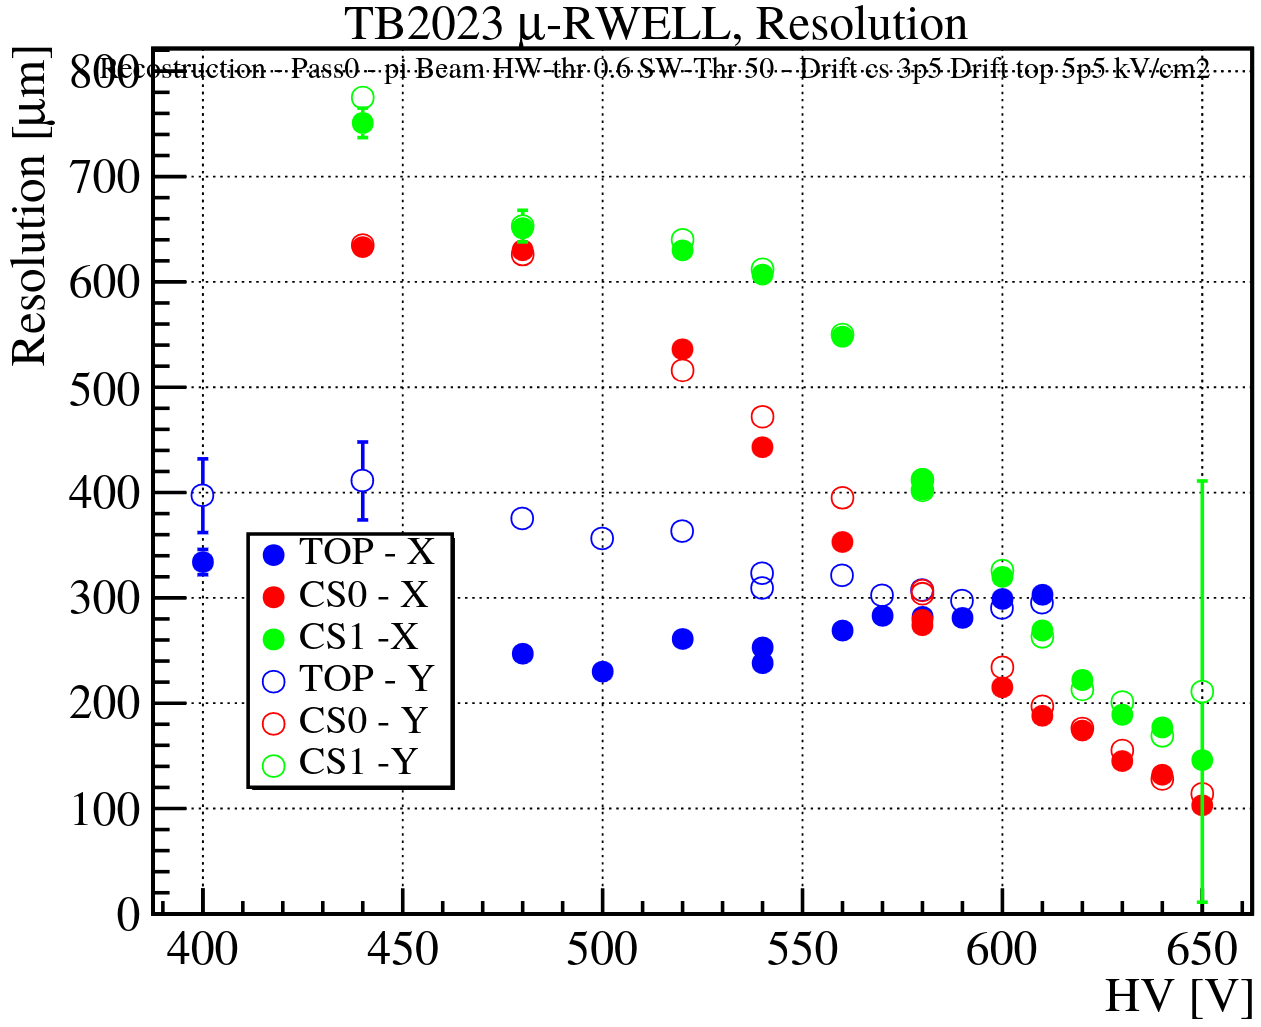 TB2023 μ-RWELL, Resolution
Recostruction - Pass0 - pi Beam HW-thr 0.6 SW-Thr 50 - Drift cs 3p5 Drift top 5p5 kV/cm2
Resolution [μm]
800
700
600
500
400
300
200
100
0
TOP - X
CS0 - X
CS1 -X
TOP - Y
CS0 - Y
CS1 -Y
400 450 500 550 600 650
HV [V]